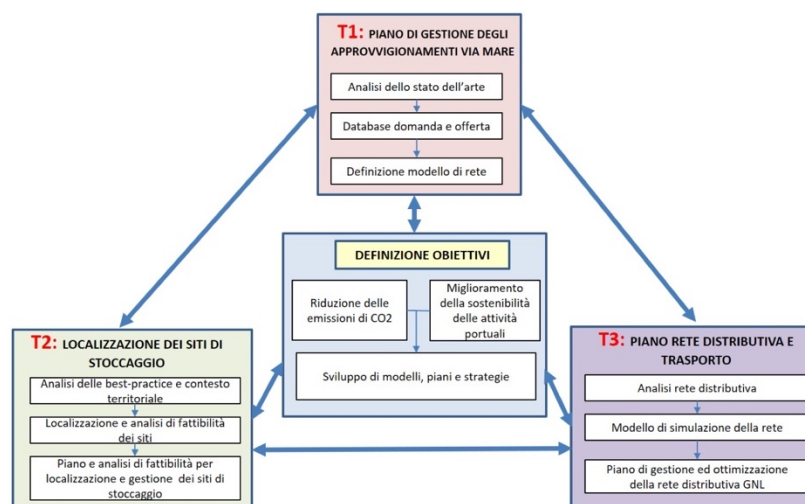 T1: PIANO DI GESTIONE DEGLI
APPROVVIGIONAMENTI VIA MARE
Analisi dello stato dell'arte
Database domanda e offerta
Definizione modello di rete
DEFINIZIONE OBIETTIVI
Riduzione delle
emissioni di CO2
Miglioramento
della sostenibilità
delle attività
portuali
Sviluppo di modelli, piani e strategie
T2: LOCALIZZAZIONE DEI SITI DI
STOCCAGGIO
Analisi delle best-practice e contesto
territoriale
Localizzazione e analisi di fattibilità
dei siti
Piano e analisi di fattibilità per
localizzazione e gestione dei siti di
stoccaggio
T3: PIANO RETE DISTRIBUTIVA E
TRASPORTO
Analisi rete distributiva
Modello di simulazione della rete
Piano di gestione ed ottimizzazione
della rete distributiva GNL